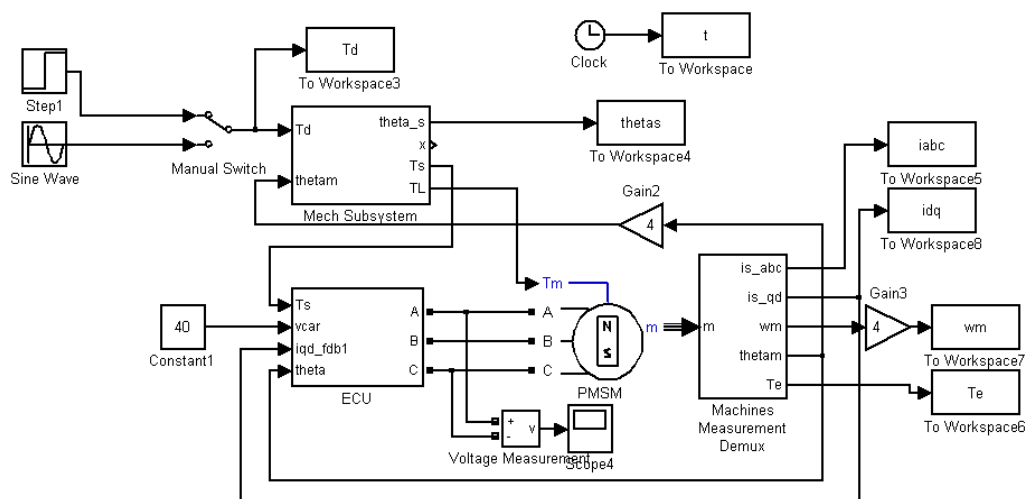 Step1
Sine Wave
Manual Switch
Td
To Workspace3
Clock
t
To Workspace
Td
thetam
theta_s
x
Ts
TL
Mech Subsystem
thetas
To Workspace4
iabc
To Workspace5
idq
To Workspace8
Gain2
4
Constant1
40
Ts
vcar
iqd_fdb1
theta
A
B
C
ECU
Tm
A
B
C
N
S
m
PMSM
m
is_abc
is_qd
wm
thetam
Te
Machines
Measurement
Demux
Gain3
4
wm
To Workspace7
Te
To Workspace6
+
-
v
Voltage Measurement
Scope4